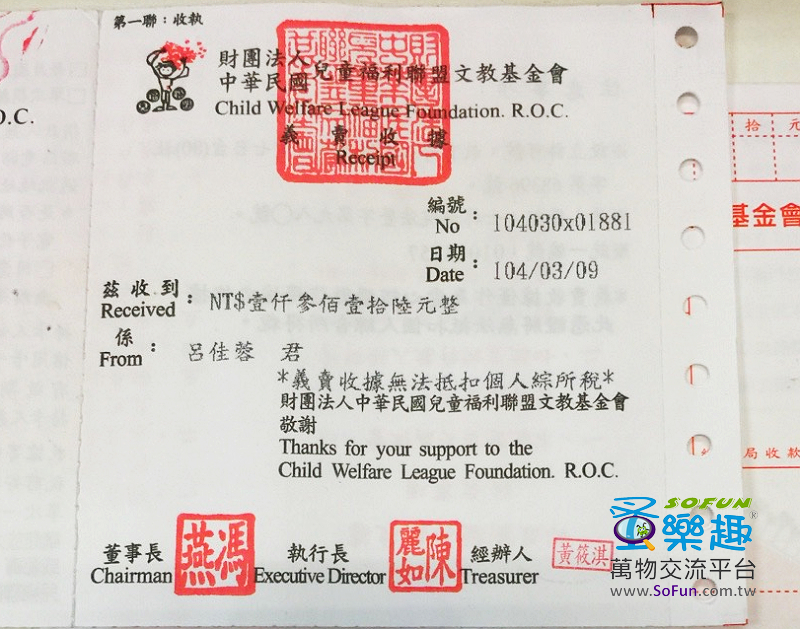 第一聯：收執
財團法人
中華民國兒童福利聯盟文教基金會
Child Welfare League Foundation. R.O.C.
義賣收據
Receipt
編號
No : 104030x01881
日期
Date : 104/03/09
茲收到
Received : NT$壹仟參佰壹拾陸元整
係
From : 呂佳蓉 君
*義賣收據無法抵扣個人綜所稅*
財團法人中華民國兒童福利聯盟文教基金會
敬謝
Thanks for your support to the
Child Welfare League Foundation. R.O.C.
董事長
Chairman
馮燕
執行長
Executive Director
陳麗如
經辦人
Treasurer
黃筱淇
O.C.
拾 元
基金會
局收款
SOFUN®
樂趣
萬物交流平台
www.SoFun.com.tw